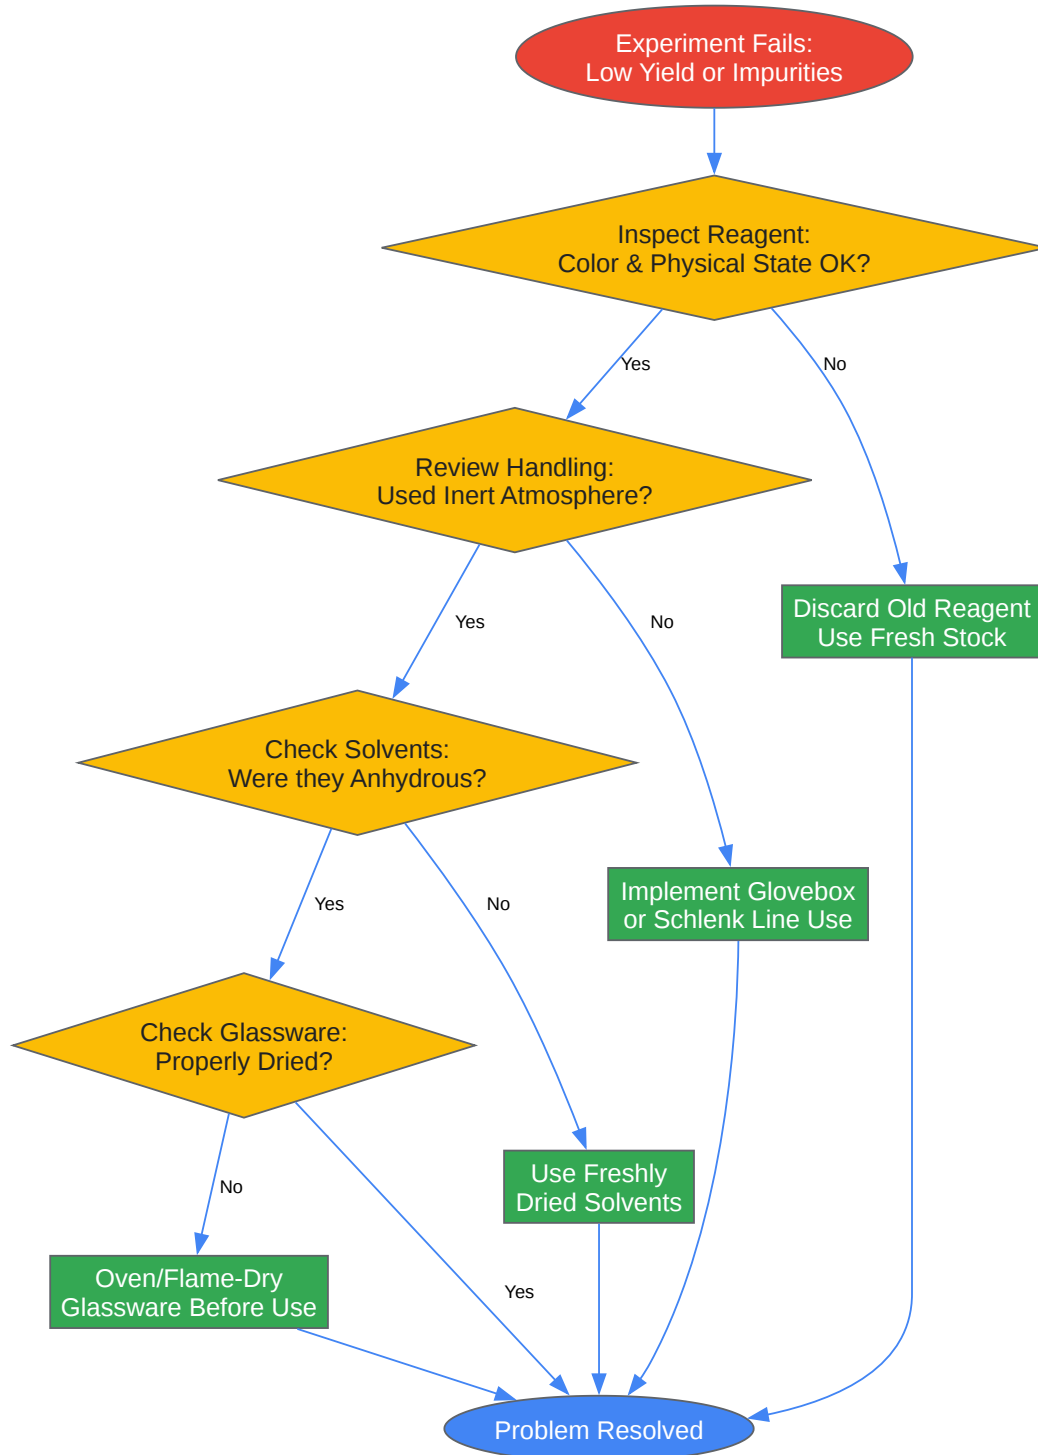 Experiment Fails:
Low Yield or Impurities
Inspect Reagent:
Color & Physical State OK?
Yes
No
Review Handling:
Used Inert Atmosphere?
Discard Old Reagent
Use Fresh Stock
Yes
No
Check Solvents:
Were they Anhydrous?
Implement Glovebox
or Schlenk Line Use
Yes
No
Check Glassware:
Properly Dried?
Use Freshly
Dried Solvents
No
Oven/Flame-Dry
Glassware Before Use
Yes
Problem Resolved